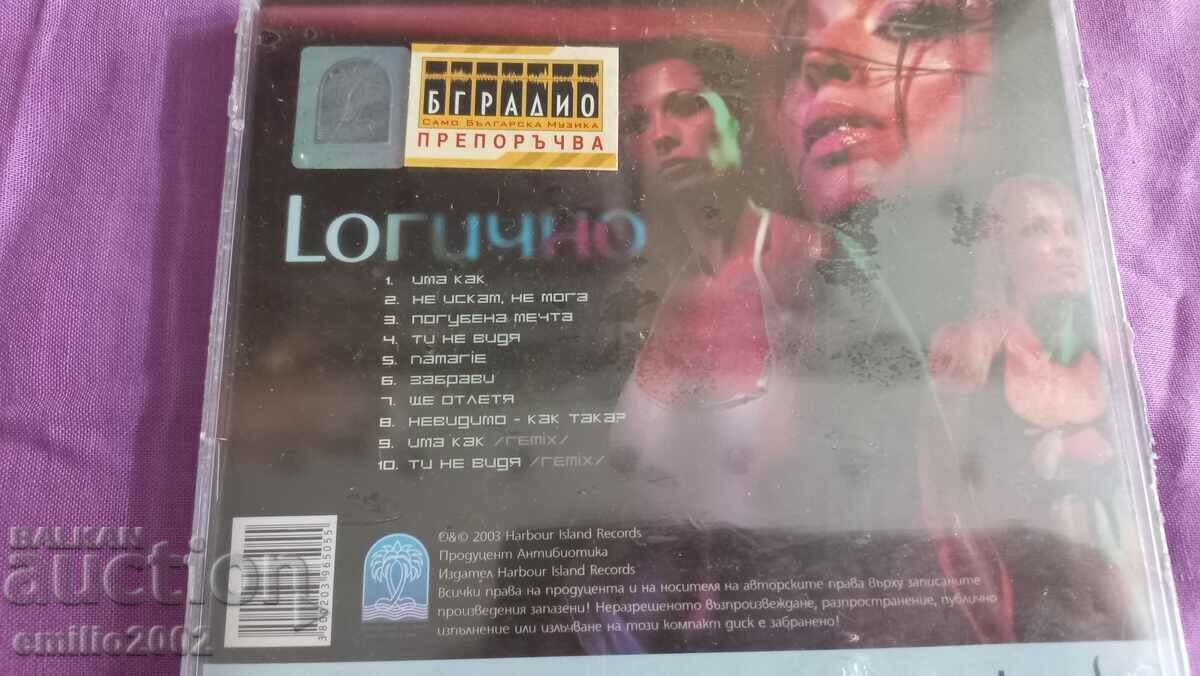 БГ РАДИО
Само Българска Музика
ПРЕПОРЪЧВА
Loгично
1. има как
2. не искам, не мога
3. погубена мечта
4. ти не видя
5. namarie
6. забрави
7. ще отлетя
8. невидимо - как така?
9. има как /remix/
10. ти не видя /remix/
℗&© 2003 Harbour Island Records
Продуцент Антибиотика
Издател Harbour Island Records
Всички права на продуцента и на носителя на авторските права върху записаните
произведения запазени! Неразрешеното възпроизвеждане, разпространение, публично
изпълнение или излъчване на този компакт диск е забранено!
3800203965055
BALKAN
auction
emilio2002